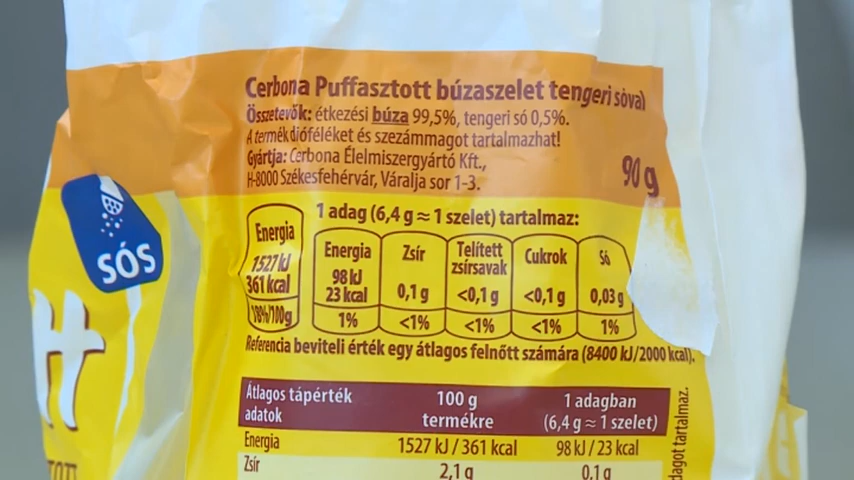 Cerbona Puffasztott búzaszelet tengeri sóval
Összetevők: étkezési búza 99,5%, tengeri só 0,5%.
A termék dióféléket és szezámmagot tartalmazhat!
Gyártja: Cerbona Élelmiszergyártó Kft.,
H-8000 Székesfehérvár, Váralja sor 1-3.
90 g
SÓS
1 adag (6,4 g ≈ 1 szelet) tartalmaz:
Energia
1527 kJ
361 kcal
18%/100g
Energia
98 kJ
23 kcal
1%
Zsír
0,1 g
<1%
Telített
zsírsavak
<0,1 g
<1%
Cukrok
<0,1 g
<1%
Só
0,03 g
1%
Referencia beviteli érték egy átlagos felnőtt számára (8400 kJ/2000 kcal).
Átlagos tápérték adatok
100 g termékre
1 adagban (6,4 g ≈ 1 szelet)
Energia 1527 kJ / 361 kcal 98 kJ / 23 kcal
Zsír 2,1 g 0,1 g
tartalmaz.